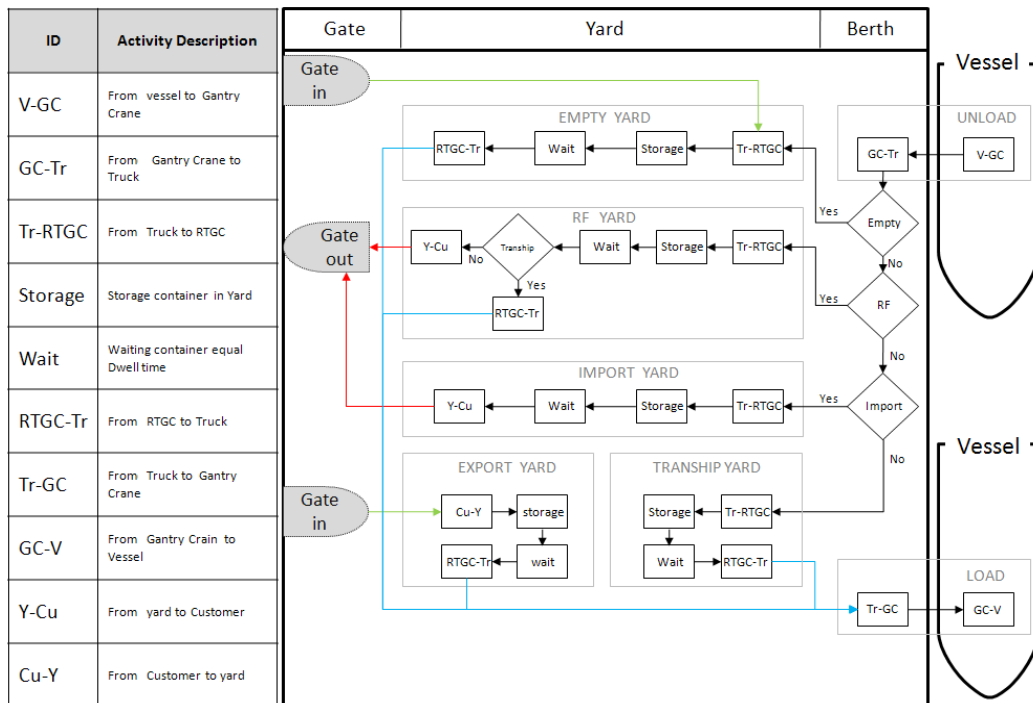 ID
Activity Description
V-GC
From vessel to Gantry
Crane
GC-Tr
From Gantry Crane to
Truck
Tr-RTGC
From Truck to RTGC
Storage
Storage container in Yard
Wait
Waiting container equal
Dwell time
RTGC-Tr
From RTGC to Truck
Tr-GC
From Truck to Gantry
Crane
GC-V
From Gantry Crain to
Vessel
Y-Cu
From yard to Customer
Cu-Y
From Customer to yard
Gate
Yard
Berth
Gate
in
Vessel
EMPTY YARD
RTGC-Tr
Wait
Storage
Tr-RTGC
UNLOAD
GC-Tr
V-GC
Yes
Empty
No
RF YARD
Gate
out
Y-Cu
No
Tranship
Wait
Storage
Tr-RTGC
Yes
RTGC-Tr
Yes
RF
No
IMPORT YARD
Y-Cu
Wait
Storage
Tr-RTGC
Yes
Import
No
Vessel
EXPORT YARD
Gate
in
Cu-Y
storage
RTGC-Tr
wait
TRANSHIP YARD
Storage
Tr-RTGC
Wait
RTGC-Tr
LOAD
Tr-GC
GC-V